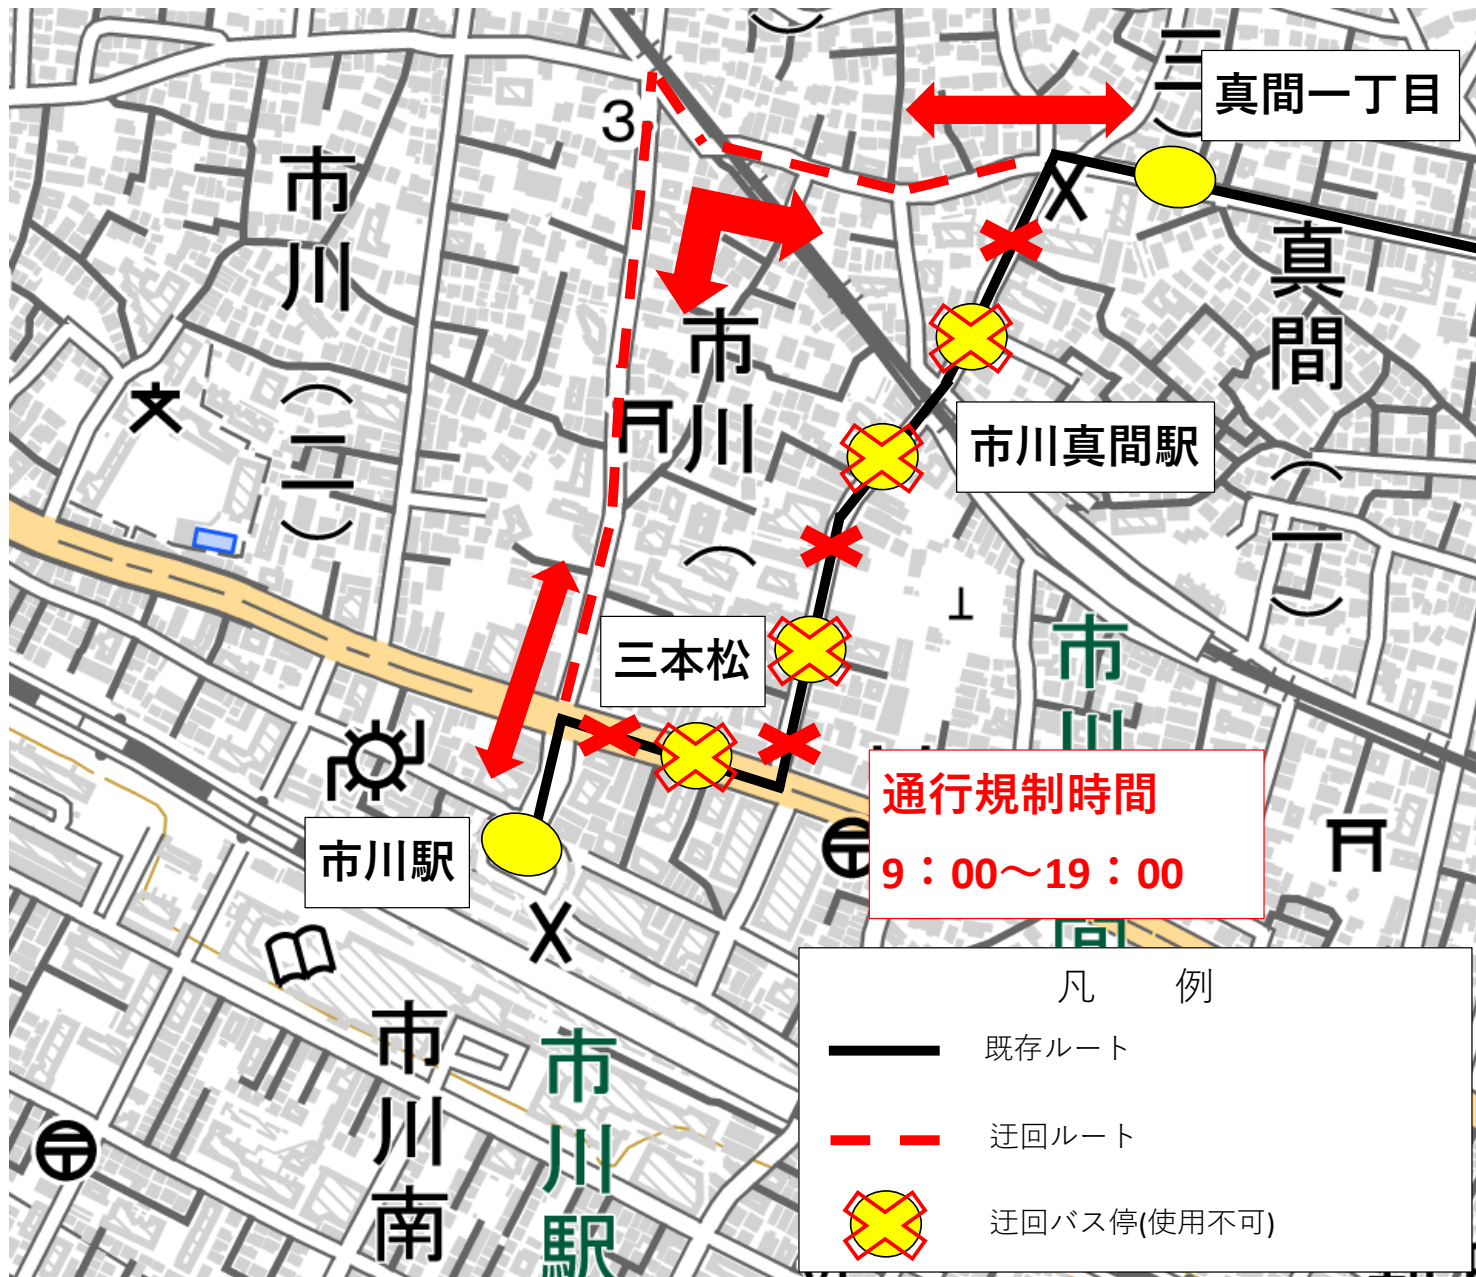 真間一丁目
(三)
3
市川
市川
真間
(二)
(
市川真間駅
(一)
三本松
市川
間
通行規制時間
9：00～19：00
市川駅
凡　例
既存ルート
迂回ルート
迂回バス停(使用不可)
市川南
市川駅